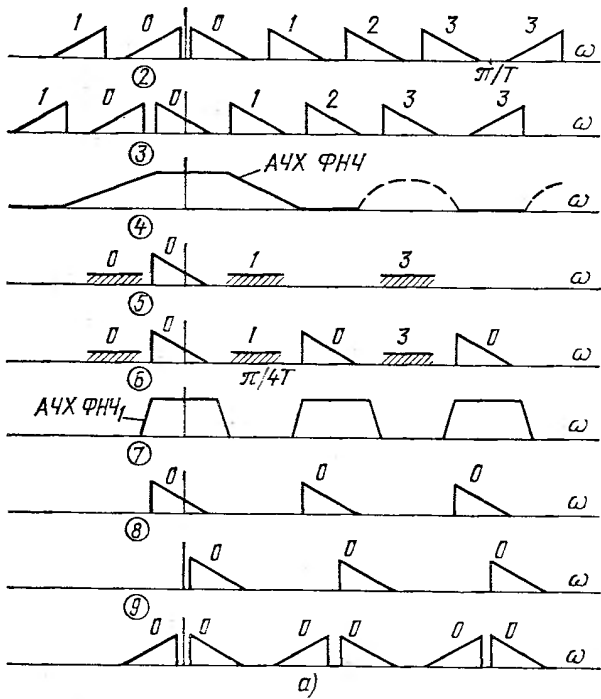 1 0 0 1 2 3 3
π/T ω
②
1 0 0 1 2 3 3
ω
③
АЧХ ФНЧ
ω
④
0 0 1 3
ω
⑤
0 0 1 0 3 0
π/4T ω
⑥
АЧХ ФНЧ₁
ω
⑦
0 0 0
ω
⑧
0 0 0
ω
⑨
0 0 0 0 0 0
ω
а)